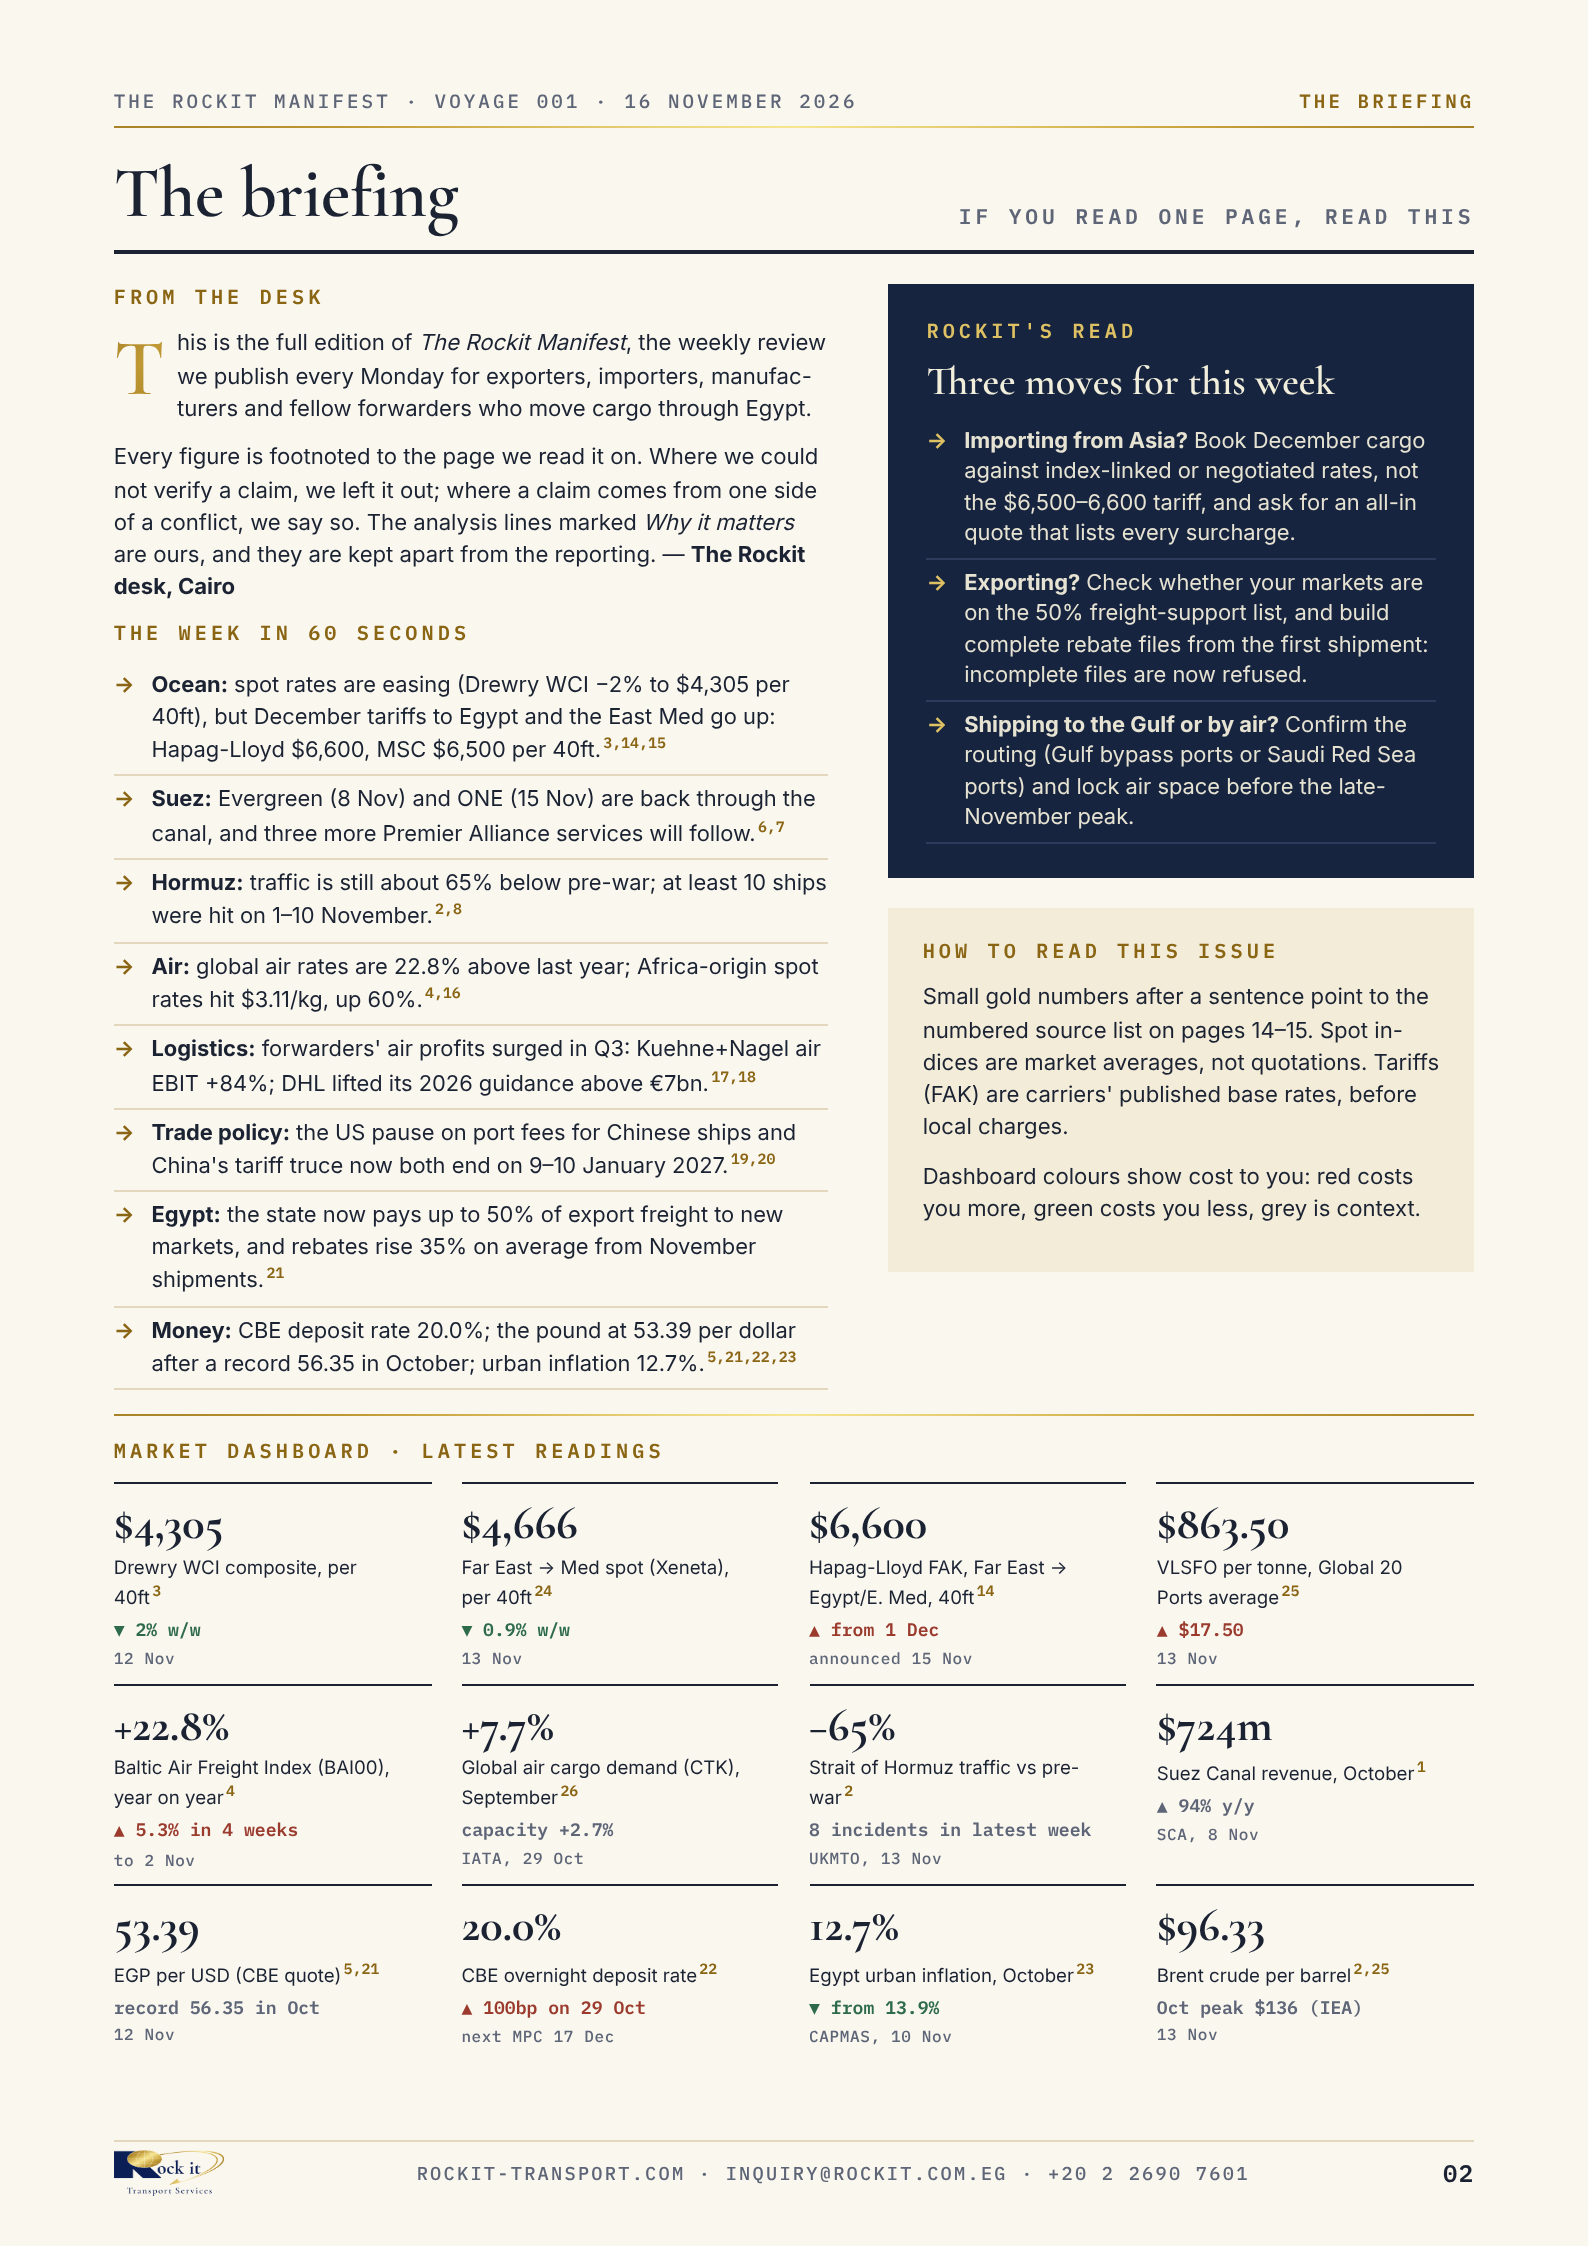 THE ROCKIT MANIFEST · VOYAGE 001 · 16 NOVEMBER 2026
THE BRIEFING
The briefing
IF YOU READ ONE PAGE, READ THIS
FROM THE DESK
This is the full edition of The Rockit Manifest, the weekly review
we publish every Monday for exporters, importers, manufac-
turers and fellow forwarders who move cargo through Egypt.
Every figure is footnoted to the page we read it on. Where we could
not verify a claim, we left it out; where a claim comes from one side
of a conflict, we say so. The analysis lines marked Why it matters
are ours, and they are kept apart from the reporting. — The Rockit
desk, Cairo
THE WEEK IN 60 SECONDS
→ Ocean: spot rates are easing (Drewry WCI −2% to $4,305 per
40ft), but December tariffs to Egypt and the East Med go up:
Hapag-Lloyd $6,600, MSC $6,500 per 40ft.3,14,15
→ Suez: Evergreen (8 Nov) and ONE (15 Nov) are back through the
canal, and three more Premier Alliance services will follow.6,7
→ Hormuz: traffic is still about 65% below pre-war; at least 10 ships
were hit on 1–10 November.2,8
→ Air: global air rates are 22.8% above last year; Africa-origin spot
rates hit $3.11/kg, up 60%.4,16
→ Logistics: forwarders' air profits surged in Q3: Kuehne+Nagel air
EBIT +84%; DHL lifted its 2026 guidance above €7bn.17,18
→ Trade policy: the US pause on port fees for Chinese ships and
China's tariff truce now both end on 9–10 January 2027.19,20
→ Egypt: the state now pays up to 50% of export freight to new
markets, and rebates rise 35% on average from November
shipments.21
→ Money: CBE deposit rate 20.0%; the pound at 53.39 per dollar
after a record 56.35 in October; urban inflation 12.7%.5,21,22,23
ROCKIT'S READ
Three moves for this week
→ Importing from Asia? Book December cargo
against index-linked or negotiated rates, not
the $6,500–6,600 tariff, and ask for an all-in
quote that lists every surcharge.
→ Exporting? Check whether your markets are
on the 50% freight-support list, and build
complete rebate files from the first shipment:
incomplete files are now refused.
→ Shipping to the Gulf or by air? Confirm the
routing (Gulf bypass ports or Saudi Red Sea
ports) and lock air space before the late-
November peak.
HOW TO READ THIS ISSUE
Small gold numbers after a sentence point to the
numbered source list on pages 14–15. Spot in-
dices are market averages, not quotations. Tariffs
(FAK) are carriers' published base rates, before
local charges.
Dashboard colours show cost to you: red costs
you more, green costs you less, grey is context.
MARKET DASHBOARD · LATEST READINGS
$4,305
Drewry WCI composite, per
40ft3
▼ 2% w/w
12 Nov
$4,666
Far East → Med spot (Xeneta),
per 40ft24
▼ 0.9% w/w
13 Nov
$6,600
Hapag-Lloyd FAK, Far East →
Egypt/E. Med, 40ft14
▲ from 1 Dec
announced 15 Nov
$863.50
VLSFO per tonne, Global 20
Ports average25
▲ $17.50
13 Nov
+22.8%
Baltic Air Freight Index (BAI00),
year on year4
▲ 5.3% in 4 weeks
to 2 Nov
+7.7%
Global air cargo demand (CTK),
September26
capacity +2.7%
IATA, 29 Oct
−65%
Strait of Hormuz traffic vs pre-
war2
8 incidents in latest week
UKMTO, 13 Nov
$724m
Suez Canal revenue, October1
▲ 94% y/y
SCA, 8 Nov
53.39
EGP per USD (CBE quote)5,21
record 56.35 in Oct
12 Nov
20.0%
CBE overnight deposit rate22
▲ 100bp on 29 Oct
next MPC 17 Dec
12.7%
Egypt urban inflation, October23
▼ from 13.9%
CAPMAS, 10 Nov
$96.33
Brent crude per barrel2,25
Oct peak $136 (IEA)
13 Nov
Rock it
Transport Services
ROCKIT-TRANSPORT.COM · INQUIRY@ROCKIT.COM.EG · +20 2 2690 7601
02